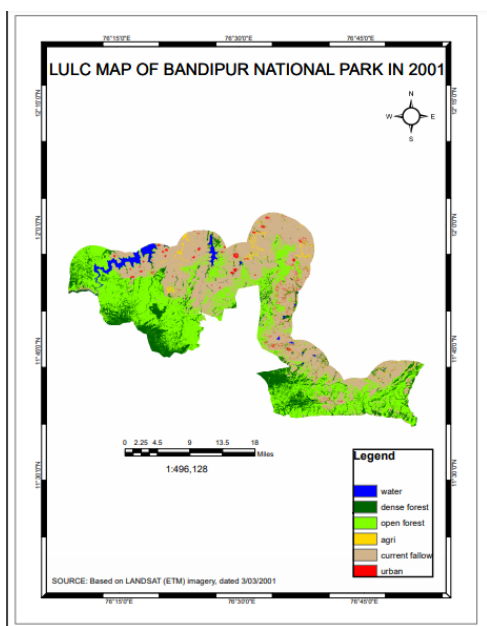 76°15'0"E 76°30'0"E 76°45'0"E
LULC MAP OF BANDIPUR NATIONAL PARK IN 2001
N
W E
S
12°15'0"N 12°15'0"N
12°0'0"N 12°0'0"N
11°45'0"N 11°45'0"N
11°30'0"N 11°30'0"N
0 2.25 4.5 9 13.5 18
Miles
1:496,128
Legend
water
dense forest
open forest
agri
current fallow
urban
SOURCE: Based on LANDSAT (ETM) imagery, dated 3/03/2001
76°15'0"E 76°30'0"E 76°45'0"E